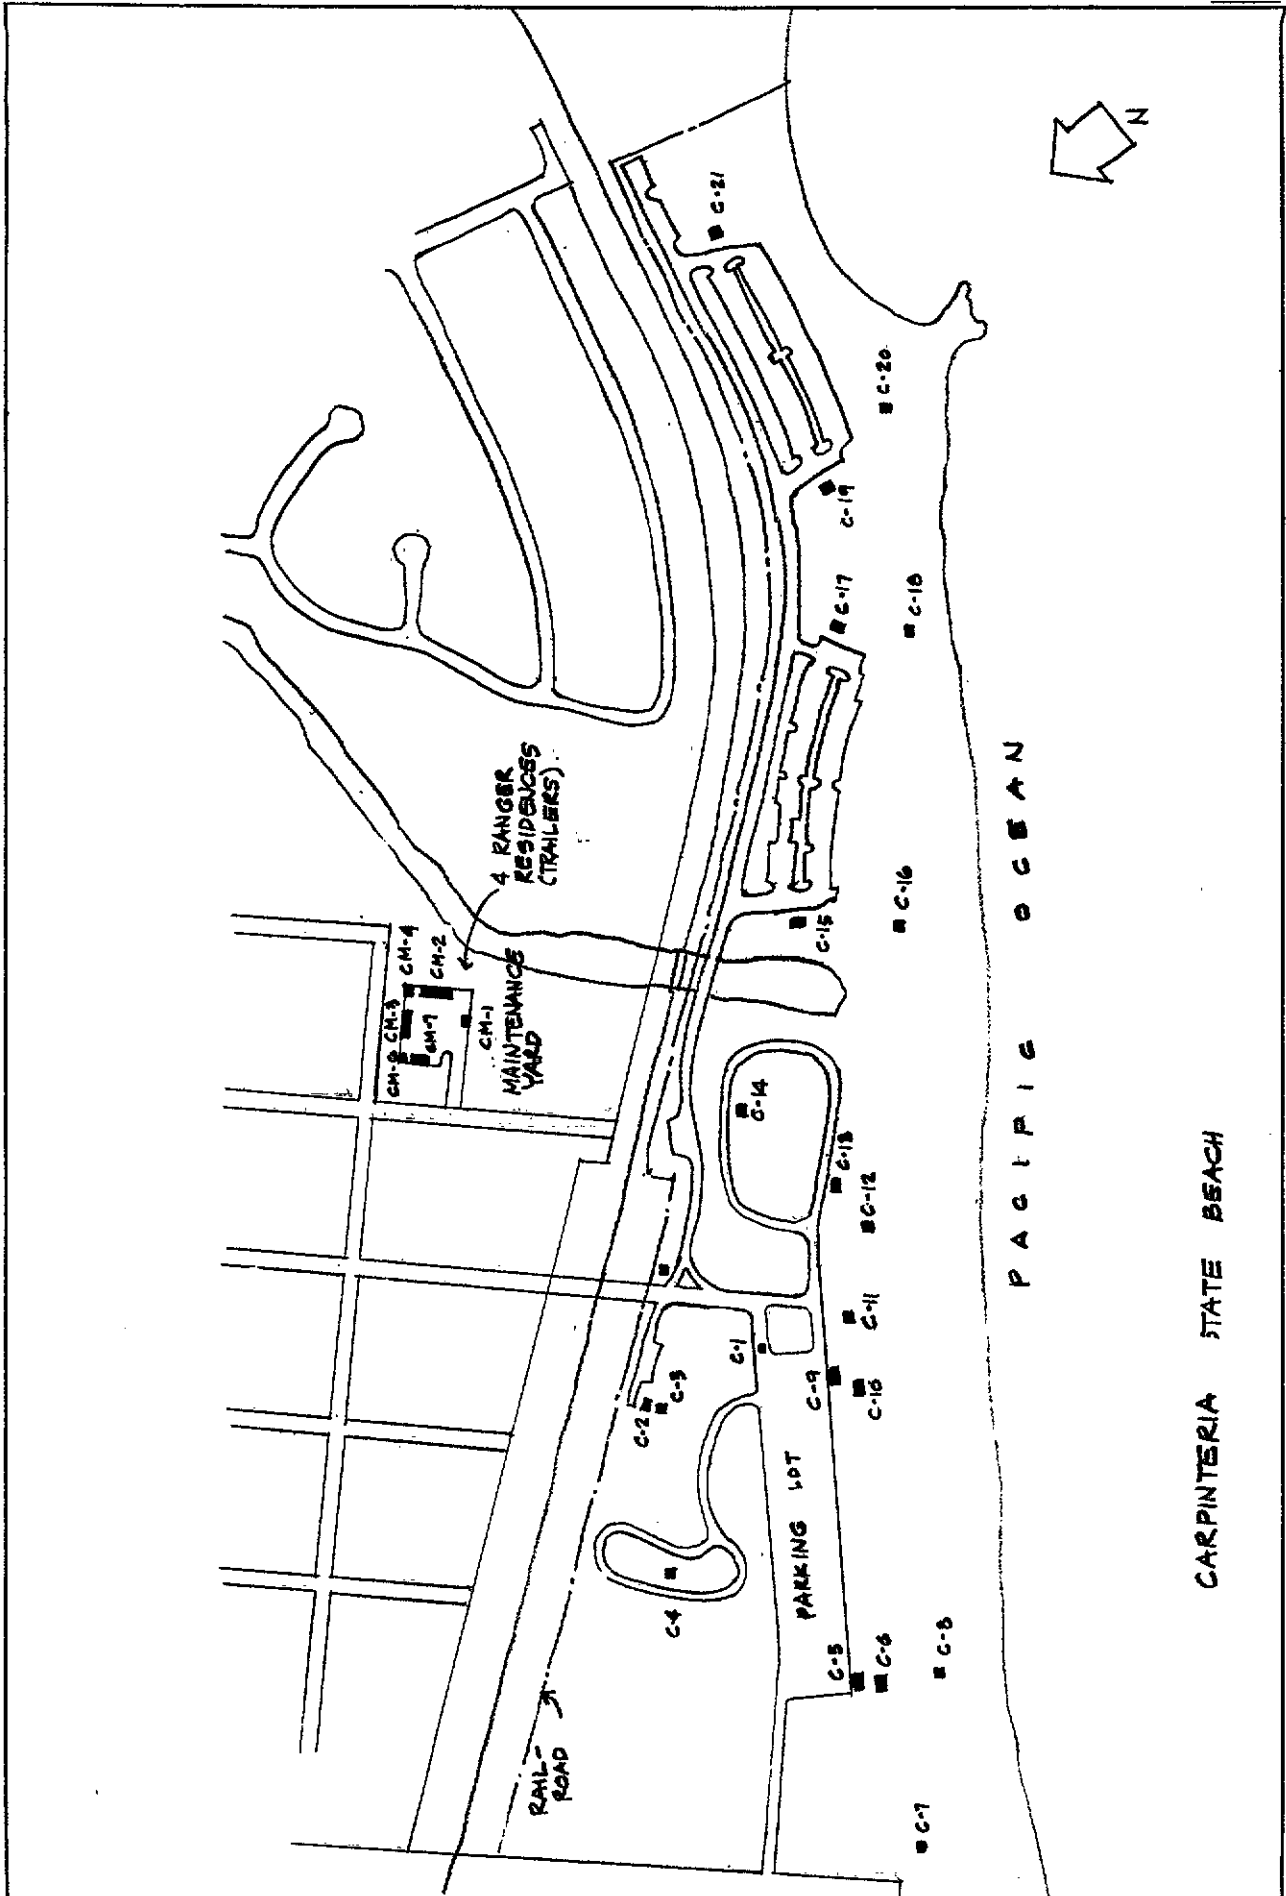 N
C-21
C-20
C-19
C-17
C-18
4 RANGER
RESIDENCES
(TRAILERS).
CM-4
CM-2
CM-3
CM-7
CM-1
MAINTENANCE
YARD
C-16
C-15
C-14
C-13
C-12
C-11
C-1
C-9
C-10
C-2
C-3
C-4
PARKING LOT
C-5
C-6
C-8
C-7
RAIL-
ROAD
PACIFIC OCEAN
CARPINTERIA STATE BEACH